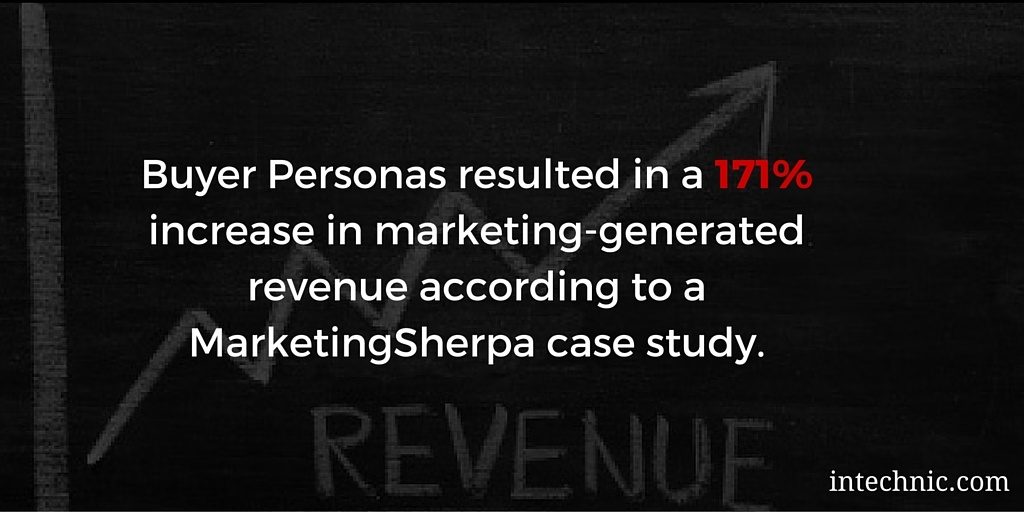 Buyer Personas resulted in a 171%
increase in marketing-generated
revenue according to a
MarketingSherpa case study.
REVENUE
intechnic.com